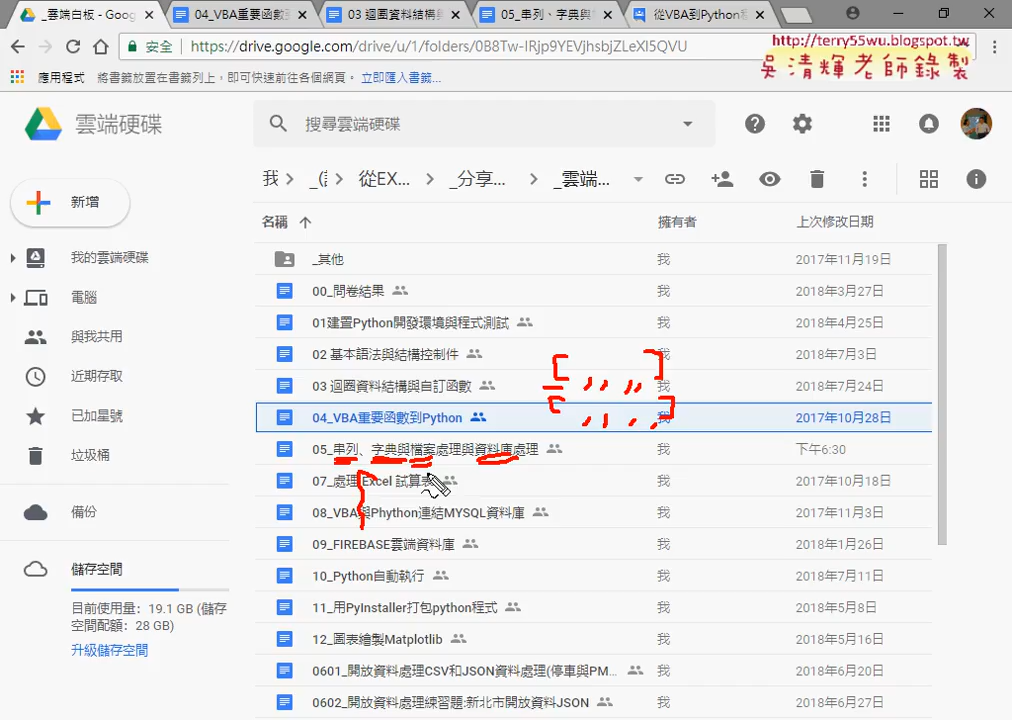 _雲端白板 - Goog
04_VBA重要函數到
03 迴圈資料結構與
05_串列、字典與
從VBA到Python程
安全 https://drive.google.com/drive/u/1/folders/0B8Tw-IRjp9YEVjhsbjZLeXI5QVU
http://terry55wu.blogspot.tw
吳清輝老師錄製
應用程式 將書籤放置在書籤列上，即可快速前往各個網頁。 立即匯入書籤...
雲端硬碟
搜尋雲端硬碟
新增
我 從EX... _分享... _雲端...
名稱 擁有者 上次修改日期
我的雲端硬碟
電腦
與我共用
近期存取
已加星號
垃圾桶
備份
儲存空間
目前使用量：19.1 GB (儲存
空間配額：28 GB)
升級儲存空間
_其他 我 2017年11月19日
00_問卷結果 我 2018年3月27日
01建置Python開發環境與程式測試 我 2018年4月25日
02 基本語法與結構控制件 我 2018年7月3日
03 迴圈資料結構與自訂函數 我 2018年7月24日
04_VBA重要函數到Python 我 2017年10月28日
05_串列、字典與檔案處理與資料庫處理 我 下午6:30
07_處理 Excel 試算表 我 2017年10月18日
08_VBA與Phython連結MYSQL資料庫 我 2017年11月3日
09_FIREBASE雲端資料庫 我 2018年1月26日
10_Python自動執行 我 2018年7月11日
11_用PyInstaller打包python程式 我 2018年5月8日
12_圖表繪製Matplotlib 我 2018年5月16日
0601_開放資料處理CSV和JSON資料處理(停車與PM... 我 2018年6月20日
0602_開放資料處理練習題:新北市開放資料JSON 我 2018年6月20日